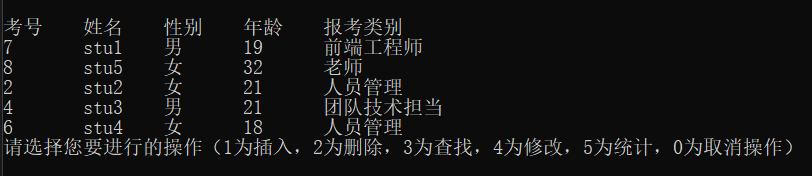 考号 姓名 性别 年龄 报考类别
7 stu1 男 19 前端工程师
8 stu5 女 32 老师
2 stu2 女 21 人员管理
4 stu3 男 21 团队技术担当
6 stu4 女 18 人员管理
请选择您要进行的操作（1为插入，2为删除，3为查找，4为修改，5为统计，0为取消操作）